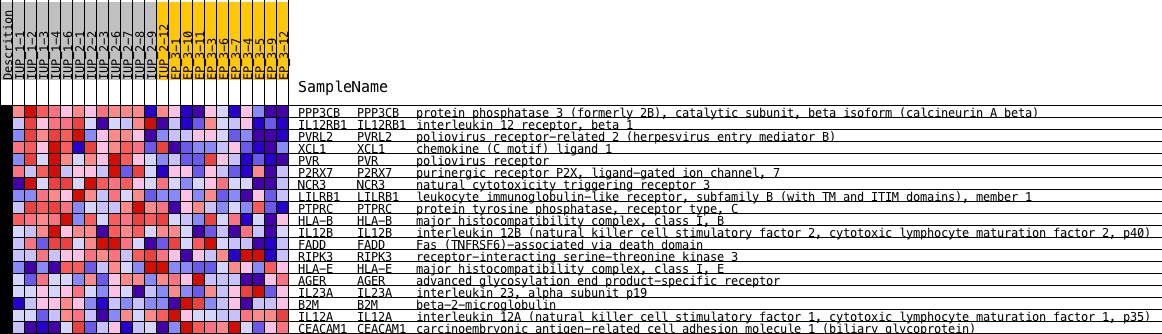 Descrition
IUP_1-1
IUP_1-2
IUP_1-3
IUP_1-4
IUP_1-6
IUP_2-1
IUP_2-2
IUP_2-3
IUP_2-6
IUP_2-7
IUP_2-8
IUP_2-9
IUP_2-12
EP_3-1
EP_3-10
EP_3-11
EP_3-3
EP_3-6
EP_3-7
EP_3-4
EP_3-5
EP_3-9
EP_3-12
SampleName
PPP3CB PPP3CB protein phosphatase 3 (formerly 2B), catalytic subunit, beta isoform (calcineurin A beta)
IL12RB1 IL12RB1 interleukin 12 receptor, beta 1
PVRL2 PVRL2 poliovirus receptor-related 2 (herpesvirus entry mediator B)
XCL1 XCL1 chemokine (C motif) ligand 1
PVR PVR poliovirus receptor
P2RX7 P2RX7 purinergic receptor P2X, ligand-gated ion channel, 7
NCR3 NCR3 natural cytotoxicity triggering receptor 3
LILRB1 LILRB1 leukocyte immunoglobulin-like receptor, subfamily B (with TM and ITIM domains), member 1
PTPRC PTPRC protein tyrosine phosphatase, receptor type, C
HLA-B HLA-B major histocompatibility complex, class I, B
IL12B IL12B interleukin 12B (natural killer cell stimulatory factor 2, cytotoxic lymphocyte maturation factor 2, p40)
FADD FADD Fas (TNFRSF6)-associated via death domain
RIPK3 RIPK3 receptor-interacting serine-threonine kinase 3
HLA-E HLA-E major histocompatibility complex, class I, E
AGER AGER advanced glycosylation end product-specific receptor
IL23A IL23A interleukin 23, alpha subunit p19
B2M B2M beta-2-microglobulin
IL12A IL12A interleukin 12A (natural killer cell stimulatory factor 1, cytotoxic lymphocyte maturation factor 1, p35)
CEACAM1 CEACAM1 carcinoembryonic antigen-related cell adhesion molecule 1 (biliary glycoprotein)